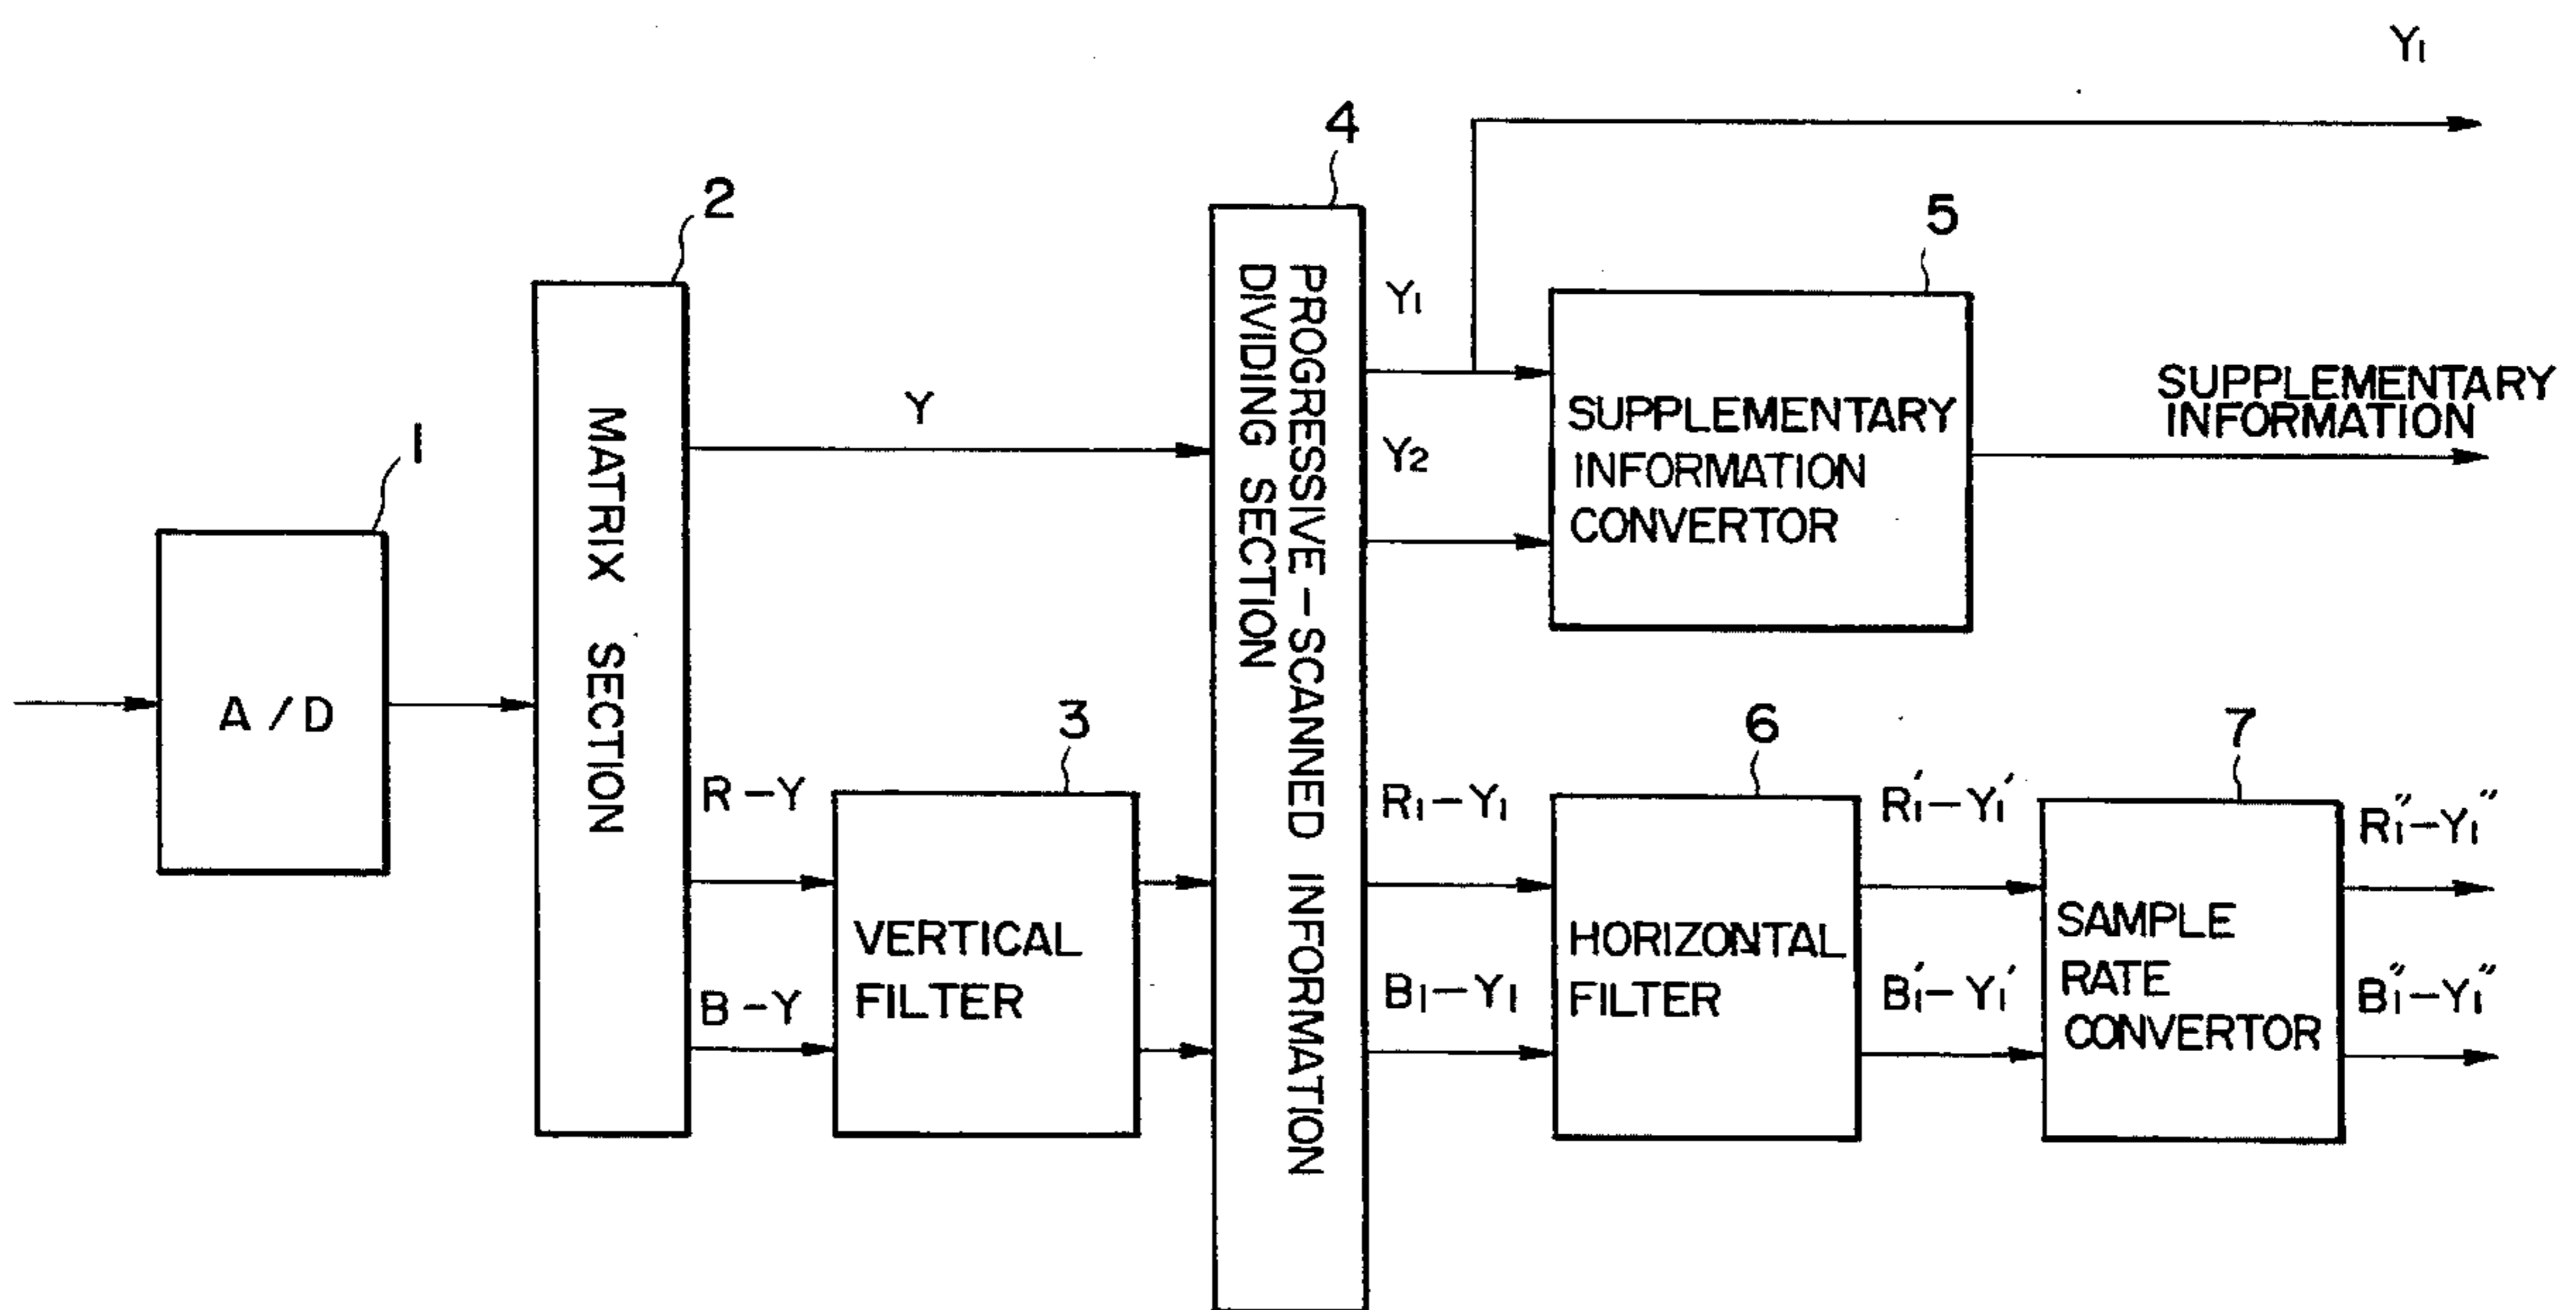 Y1
4
2
5
1
Y
Y1
Y2
SUPPLEMENTARY
INFORMATION
CONVERTOR
SUPPLEMENTARY
INFORMATION
MATRIX SECTION
PROGRESSIVE-SCANNED INFORMATION
DIVIDING SECTION
A/D
3
6
7
R-Y
B-Y
VERTICAL
FILTER
R1-Y1
B1-Y1
HORIZONTAL
FILTER
R1'-Y1'
B1'-Y1'
SAMPLE
RATE
CONVERTOR
R1"-Y1"
B1"-Y1"